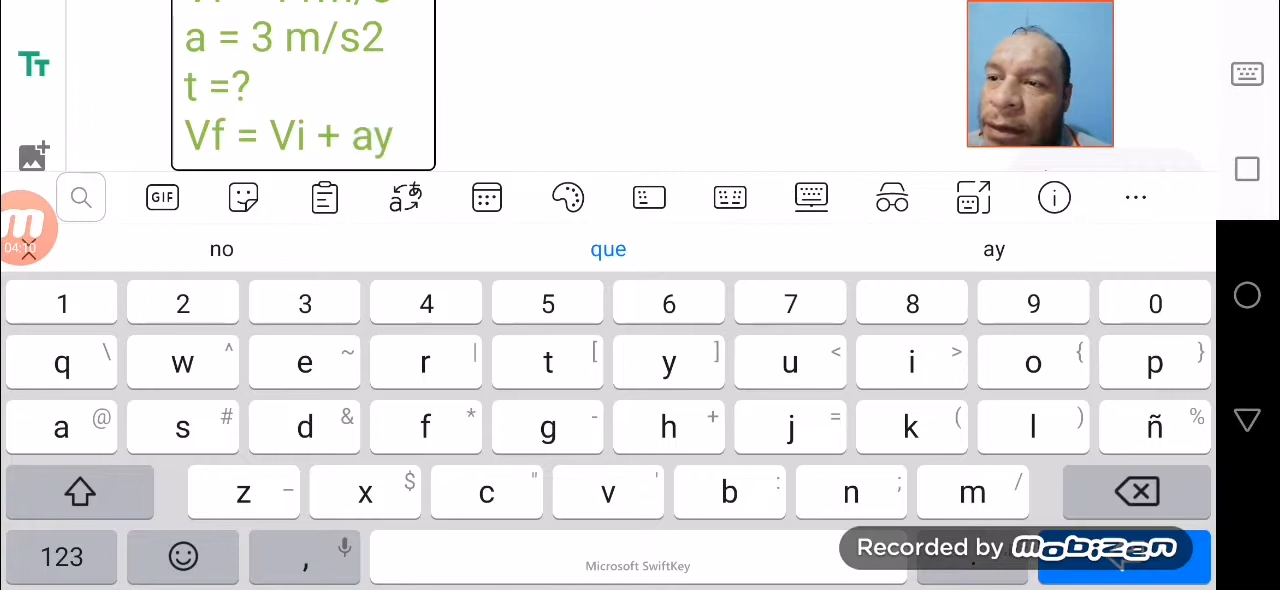 a = 3 m/s2
t =?
Vf = Vi + ay
GIF
04:10
no que ay
1 2 3 4 5 6 7 8 9 0
q \ w ^ e ~ r | t [ y ] u < i > o { p }
a @ s # d & f * g - h + j = k ( l ) ñ %
z _ x $ c " v ' b : n ; m /
123 , Microsoft SwiftKey .
Recorded by mobizen